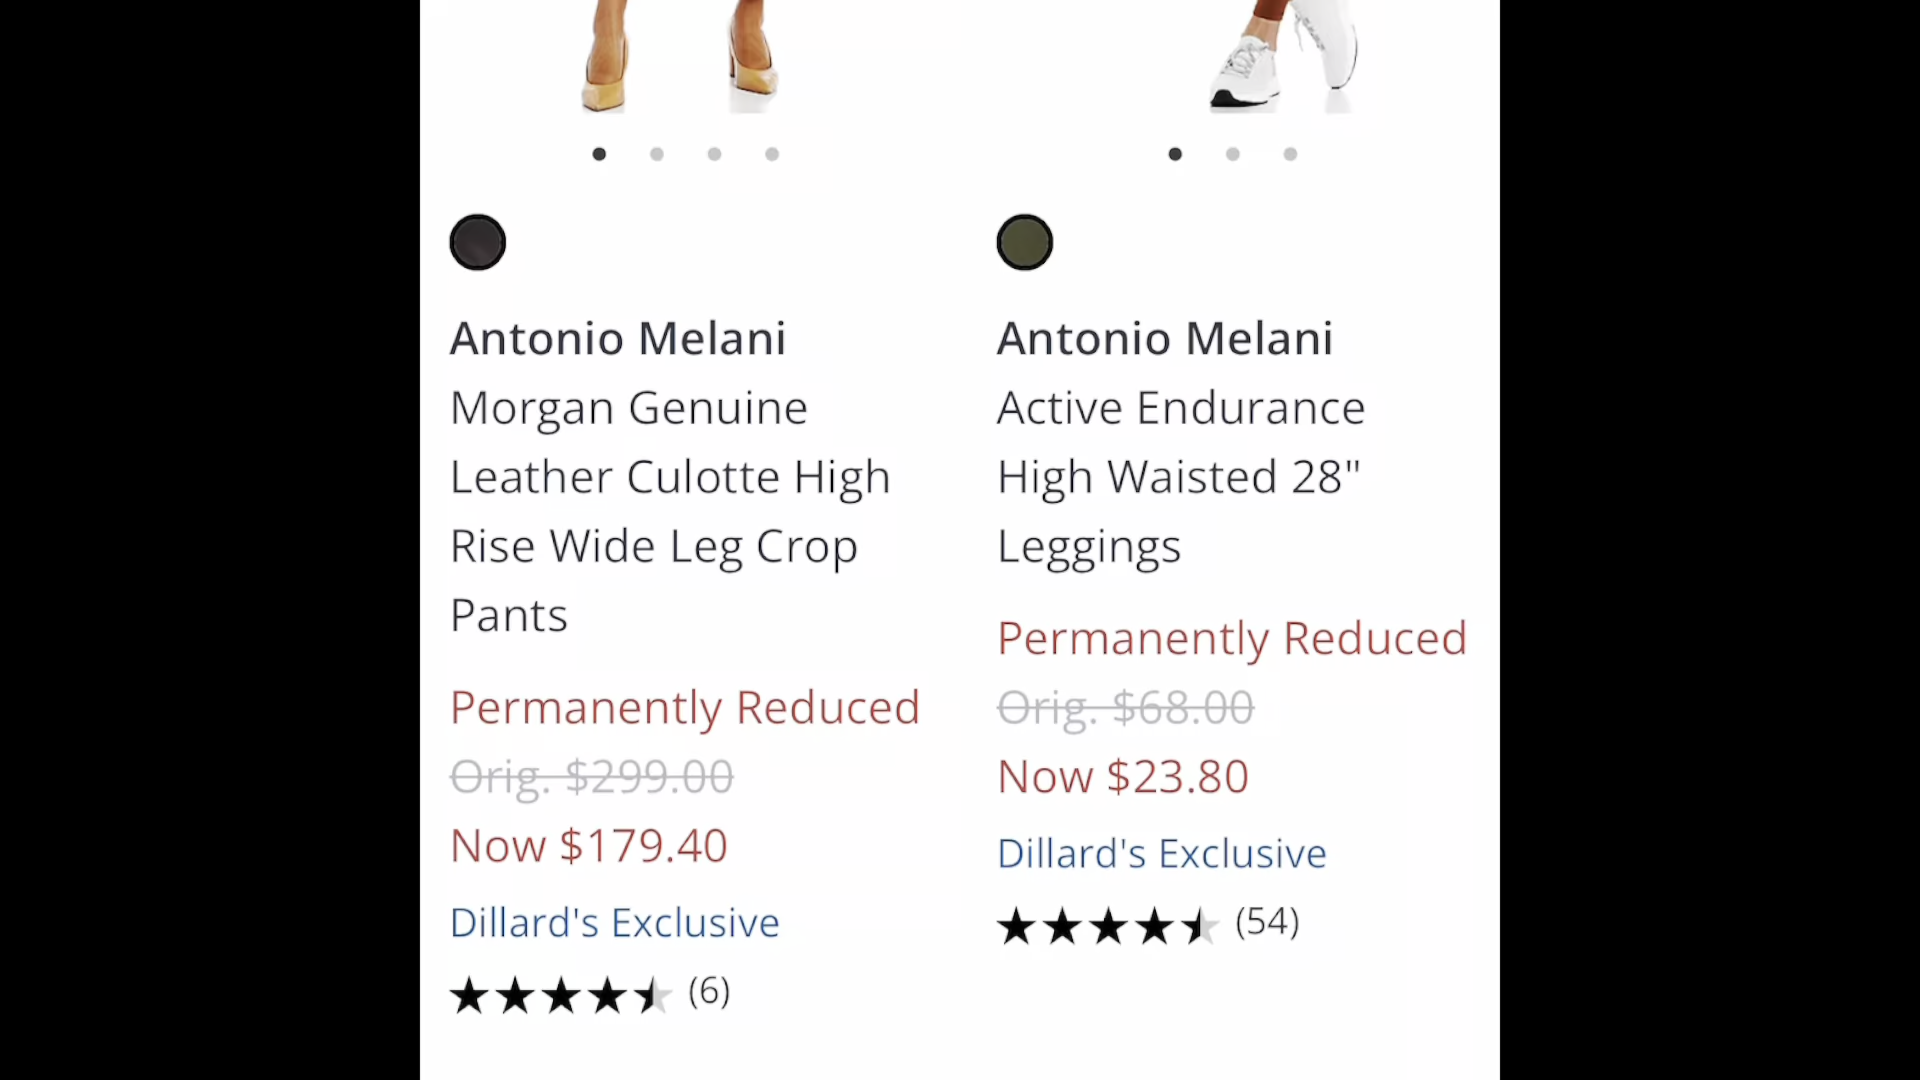 Antonio Melani
Morgan Genuine
Leather Culotte High
Rise Wide Leg Crop
Pants
Permanently Reduced
Orig. $299.00
Now $179.40
Dillard's Exclusive
(6)
Antonio Melani
Active Endurance
High Waisted 28"
Leggings
Permanently Reduced
Orig. $68.00
Now $23.80
Dillard's Exclusive
(54)